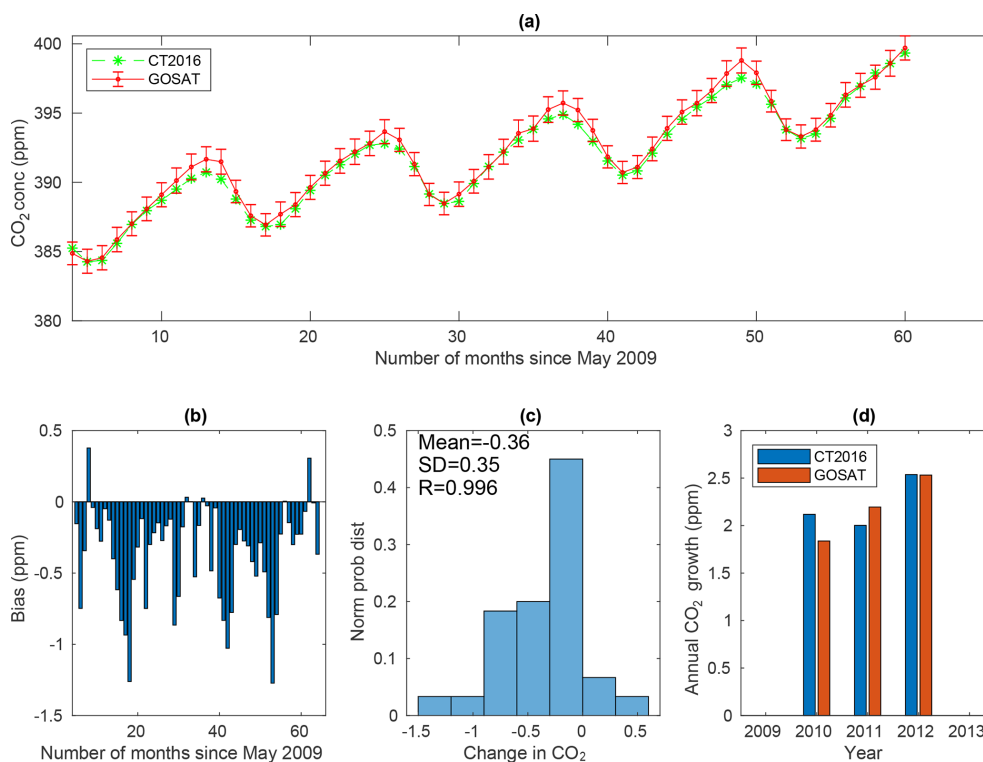 (a)
CT2016
GOSAT
CO2 conc (ppm)
400
395
390
385
380
10 20 30 40 50 60
Number of months since May 2009
(b)
Bias (ppm)
0.5
0
-0.5
-1
-1.5
20 40 60
Number of months since May 2009
(c)
Mean=-0.36
SD=0.35
R=0.996
Norm prob dist
0.5
0.4
0.3
0.2
0.1
0
-1.5 -1 -0.5 0 0.5
Change in CO2
(d)
CT2016
GOSAT
Annual CO2 growth (ppm)
3
2.5
2
1.5
1
0.5
0
2009 2010 2011 2012 2013
Year